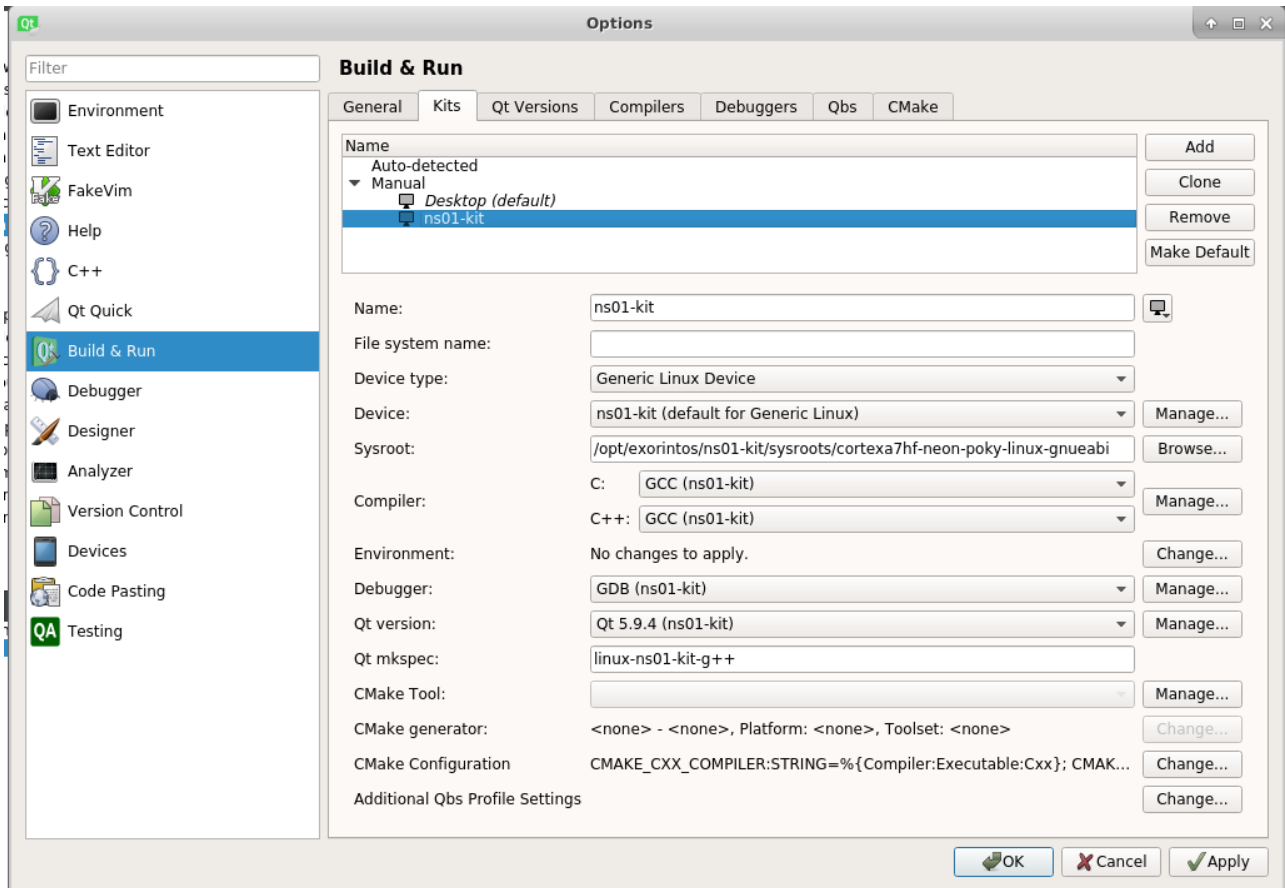 Options
Filter
Environment
Text Editor
FakeVim
Help
C++
Qt Quick
Build & Run
Debugger
Designer
Analyzer
Version Control
Devices
Code Pasting
QA Testing
Build & Run
General Kits Qt Versions Compilers Debuggers Qbs CMake
Name
Auto-detected
Manual
Desktop (default)
ns01-kit
Add
Clone
Remove
Make Default
Name: ns01-kit
File system name:
Device type: Generic Linux Device
Device: ns01-kit (default for Generic Linux) Manage...
Sysroot: /opt/exorintos/ns01-kit/sysroots/cortexa7hf-neon-poky-linux-gnueabi Browse...
Compiler: C: GCC (ns01-kit) Manage...
C++: GCC (ns01-kit)
Environment: No changes to apply. Change...
Debugger: GDB (ns01-kit) Manage...
Qt version: Qt 5.9.4 (ns01-kit) Manage...
Qt mkspec: linux-ns01-kit-g++
CMake Tool: Manage...
CMake generator: <none> - <none>, Platform: <none>, Toolset: <none> Change...
CMake Configuration CMAKE_CXX_COMPILER:STRING=%{Compiler:Executable:Cxx}; CMAK... Change...
Additional Qbs Profile Settings Change...
OK Cancel Apply